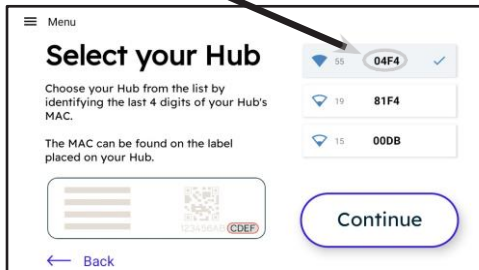 Menu
Select your Hub
Choose your Hub from the list by
identifying the last 4 digits of your Hub's
MAC.
The MAC can be found on the label
placed on your Hub.
123456AB CDEF
Back
55 04F4
19 81F4
15 00DB
Continue